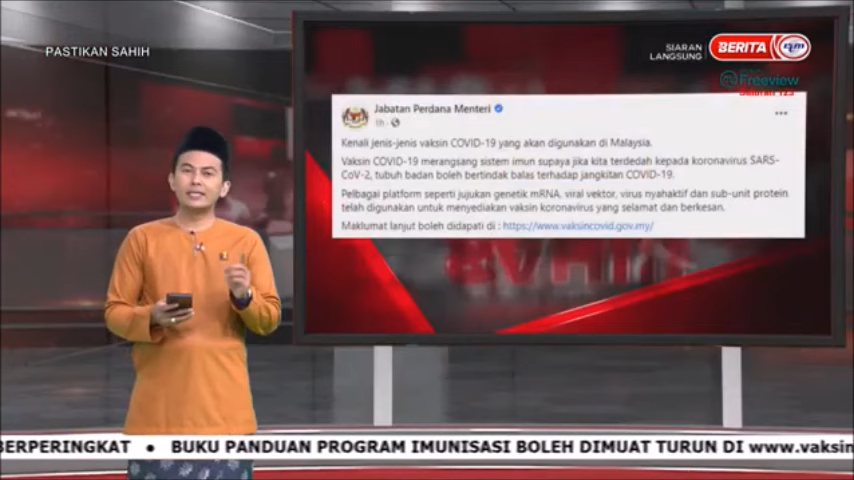 PASTIKAN SAHIH
SIARAN
LANGSUNG
BERITA rtm
Freeview
Saluran 123
Jabatan Perdana Menteri
Kenali jenis-jenis vaksin COVID-19 yang akan digunakan di Malaysia.
Vaksin COVID-19 merangsang sistem imun supaya jika kita terdedah kepada koronavirus SARS-
CoV-2, tubuh badan boleh bertindak balas terhadap jangkitan COVID-19.
Pelbagai platform seperti jujukan genetik mRNA, viral vektor, virus nyahaktif dan sub-unit protein
telah digunakan untuk menyediakan vaksin koronavirus yang selamat dan berkesan.
Maklumat lanjut boleh didapati di : https://www.vaksincovid.gov.my/
BERPERINGKAT • BUKU PANDUAN PROGRAM IMUNISASI BOLEH DIMUAT TURUN DI www.vaksin